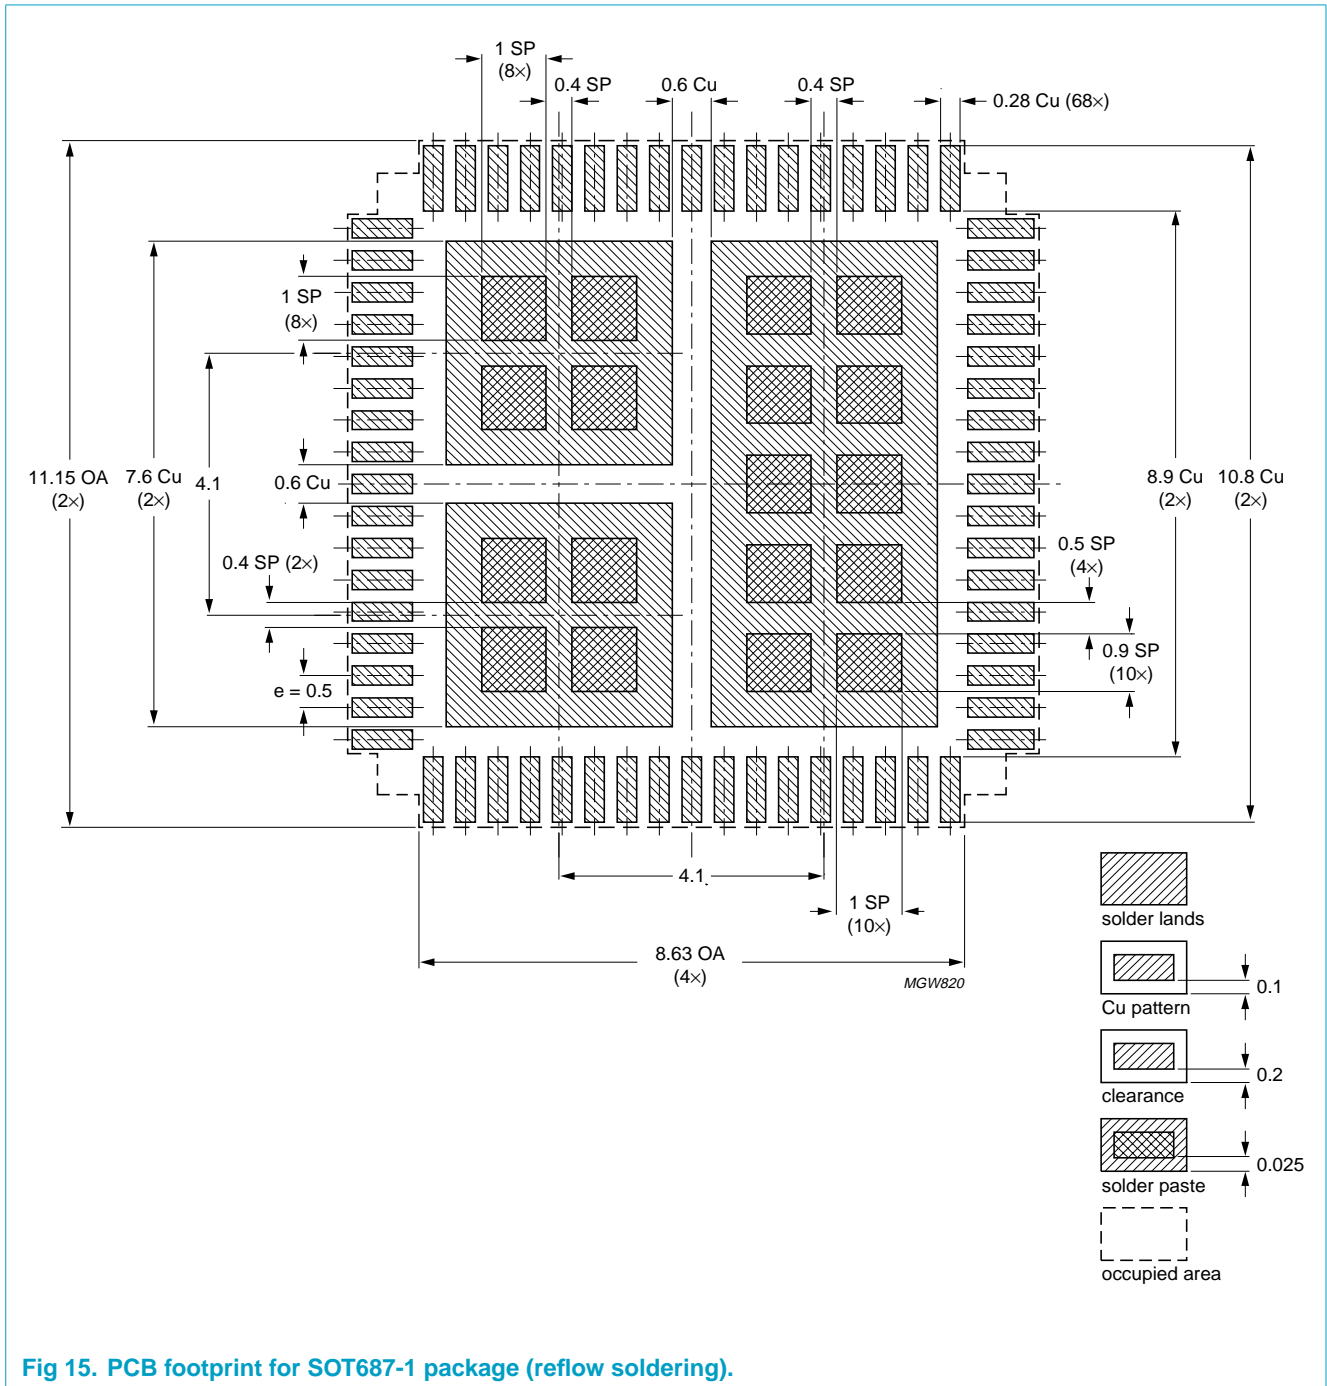 1 SP
(8×)
0.4 SP
0.6 Cu
0.4 SP
0.28 Cu (68×)
1 SP
(8×)
11.15 OA
(2×)
7.6 Cu
(2×)
4.1
0.6 Cu
8.9 Cu
(2×)
10.8 Cu
(2×)
0.4 SP (2×)
0.5 SP
(4×)
0.9 SP
(10×)
e = 0.5
4.1
1 SP
(10×)
8.63 OA
(4×)
MGW820
solder lands
0.1
Cu pattern
0.2
clearance
0.025
solder paste
occupied area
Fig 15. PCB footprint for SOT687-1 package (reflow soldering).